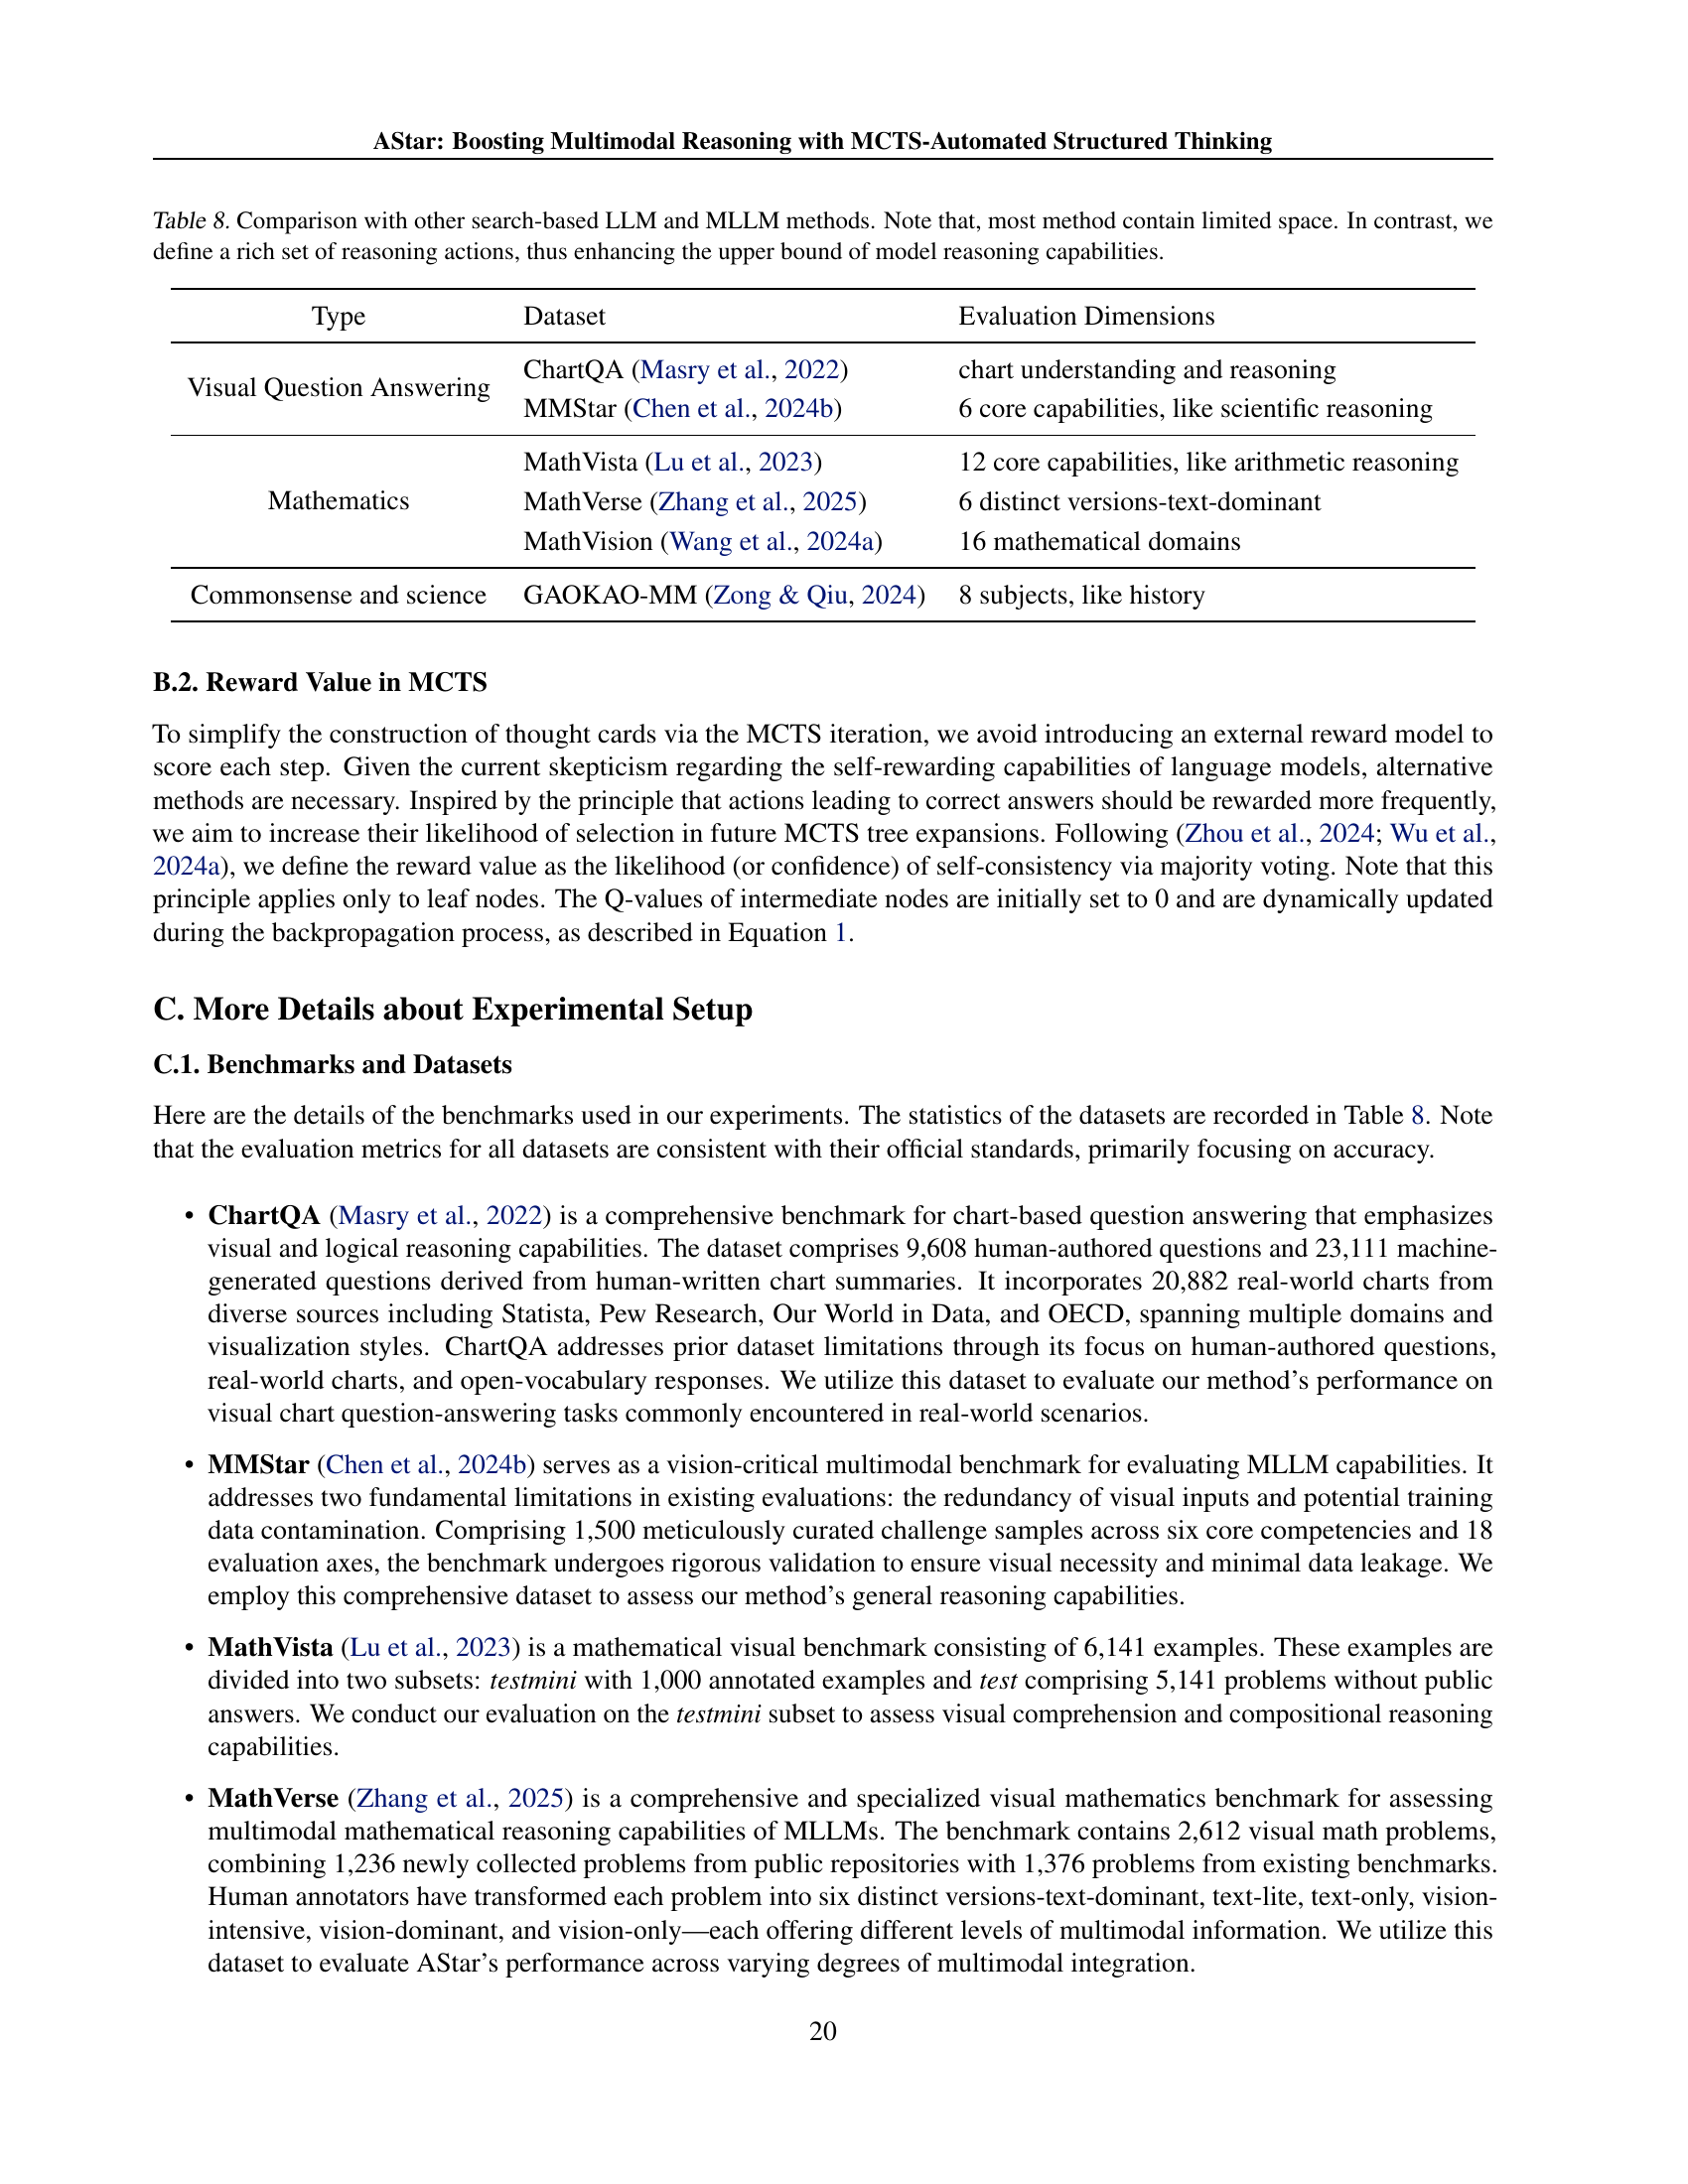 AStar: Boosting Multimodal Reasoning with MCTS-Automated Structured Thinking
Table 8. Comparison with other search-based LLM and MLLM methods. Note that, most method contain limited space. In contrast, we
define a rich set of reasoning actions, thus enhancing the upper bound of model reasoning capabilities.
Type Dataset Evaluation Dimensions
Visual Question Answering
ChartQA (Masry et al., 2022) chart understanding and reasoning
MMStar (Chen et al., 2024b) 6 core capabilities, like scientific reasoning
Mathematics
MathVista (Lu et al., 2023) 12 core capabilities, like arithmetic reasoning
MathVerse (Zhang et al., 2025) 6 distinct versions-text-dominant
MathVision (Wang et al., 2024a) 16 mathematical domains
Commonsense and science GAOKAO-MM (Zong & Qiu, 2024) 8 subjects, like history
B.2. Reward Value in MCTS
To simplify the construction of thought cards via the MCTS iteration, we avoid introducing an external reward model to
score each step. Given the current skepticism regarding the self-rewarding capabilities of language models, alternative
methods are necessary. Inspired by the principle that actions leading to correct answers should be rewarded more frequently,
we aim to increase their likelihood of selection in future MCTS tree expansions. Following (Zhou et al., 2024; Wu et al.,
2024a), we define the reward value as the likelihood (or confidence) of self-consistency via majority voting. Note that this
principle applies only to leaf nodes. The Q-values of intermediate nodes are initially set to 0 and are dynamically updated
during the backpropagation process, as described in Equation 1.
C. More Details about Experimental Setup
C.1. Benchmarks and Datasets
Here are the details of the benchmarks used in our experiments. The statistics of the datasets are recorded in Table 8. Note
that the evaluation metrics for all datasets are consistent with their official standards, primarily focusing on accuracy.
• ChartQA (Masry et al., 2022) is a comprehensive benchmark for chart-based question answering that emphasizes
visual and logical reasoning capabilities. The dataset comprises 9,608 human-authored questions and 23,111 machine-
generated questions derived from human-written chart summaries. It incorporates 20,882 real-world charts from
diverse sources including Statista, Pew Research, Our World in Data, and OECD, spanning multiple domains and
visualization styles. ChartQA addresses prior dataset limitations through its focus on human-authored questions,
real-world charts, and open-vocabulary responses. We utilize this dataset to evaluate our method's performance on
visual chart question-answering tasks commonly encountered in real-world scenarios.
• MMStar (Chen et al., 2024b) serves as a vision-critical multimodal benchmark for evaluating MLLM capabilities. It
addresses two fundamental limitations in existing evaluations: the redundancy of visual inputs and potential training
data contamination. Comprising 1,500 meticulously curated challenge samples across six core competencies and 18
evaluation axes, the benchmark undergoes rigorous validation to ensure visual necessity and minimal data leakage. We
employ this comprehensive dataset to assess our method's general reasoning capabilities.
• MathVista (Lu et al., 2023) is a mathematical visual benchmark consisting of 6,141 examples. These examples are
divided into two subsets: testmini with 1,000 annotated examples and test comprising 5,141 problems without public
answers. We conduct our evaluation on the testmini subset to assess visual comprehension and compositional reasoning
capabilities.
• MathVerse (Zhang et al., 2025) is a comprehensive and specialized visual mathematics benchmark for assessing
multimodal mathematical reasoning capabilities of MLLMs. The benchmark contains 2,612 visual math problems,
combining 1,236 newly collected problems from public repositories with 1,376 problems from existing benchmarks.
Human annotators have transformed each problem into six distinct versions-text-dominant, text-lite, text-only, vision-
intensive, vision-dominant, and vision-only—each offering different levels of multimodal information. We utilize this
dataset to evaluate AStar's performance across varying degrees of multimodal integration.
20